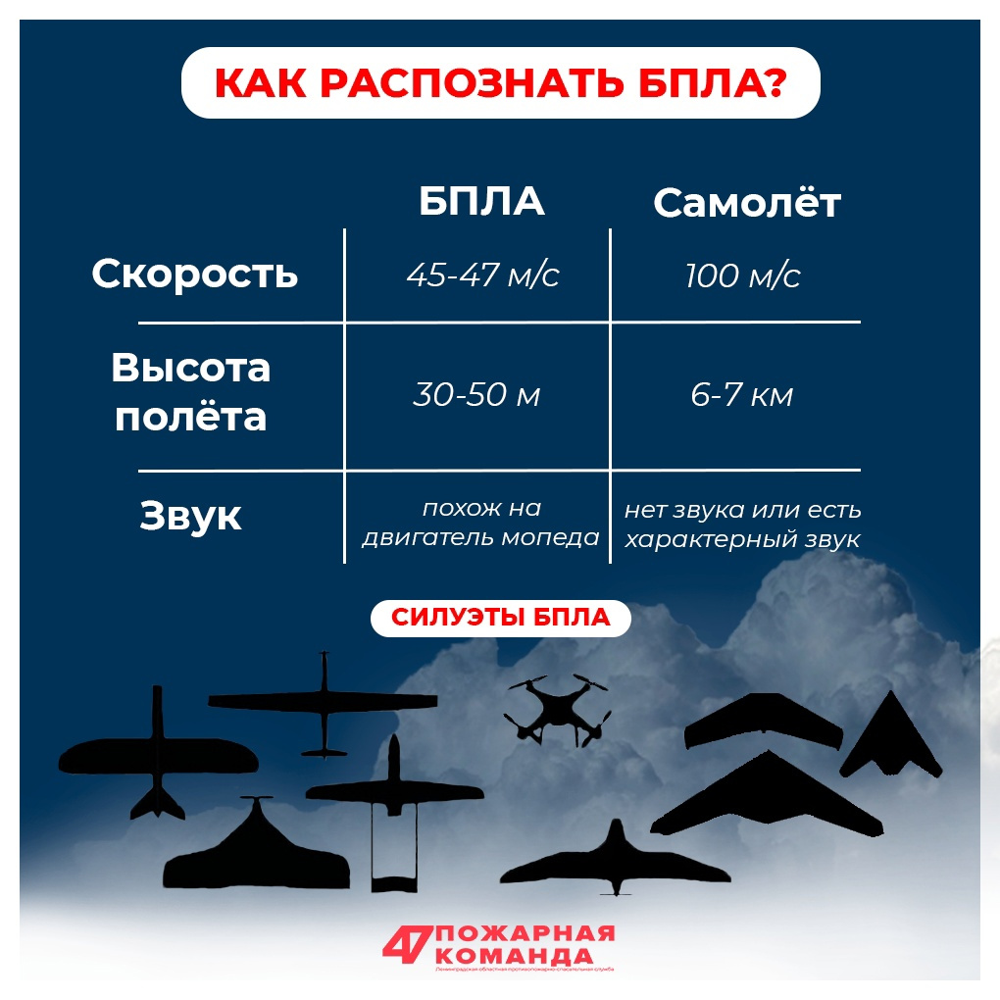 КАК РАСПОЗНАТЬ БПЛА?
БПЛА
Самолёт
Скорость
45-47 м/с
100 м/с
Высота
полёта
30-50 м
6-7 км
Звук
похож на
двигатель мопеда
нет звука или есть
характерный звук
СИЛУЭТЫ БПЛА
47 ПОЖАРНАЯ
КОМАНДА
Ленинградская областная противопожарно-спасательная служба